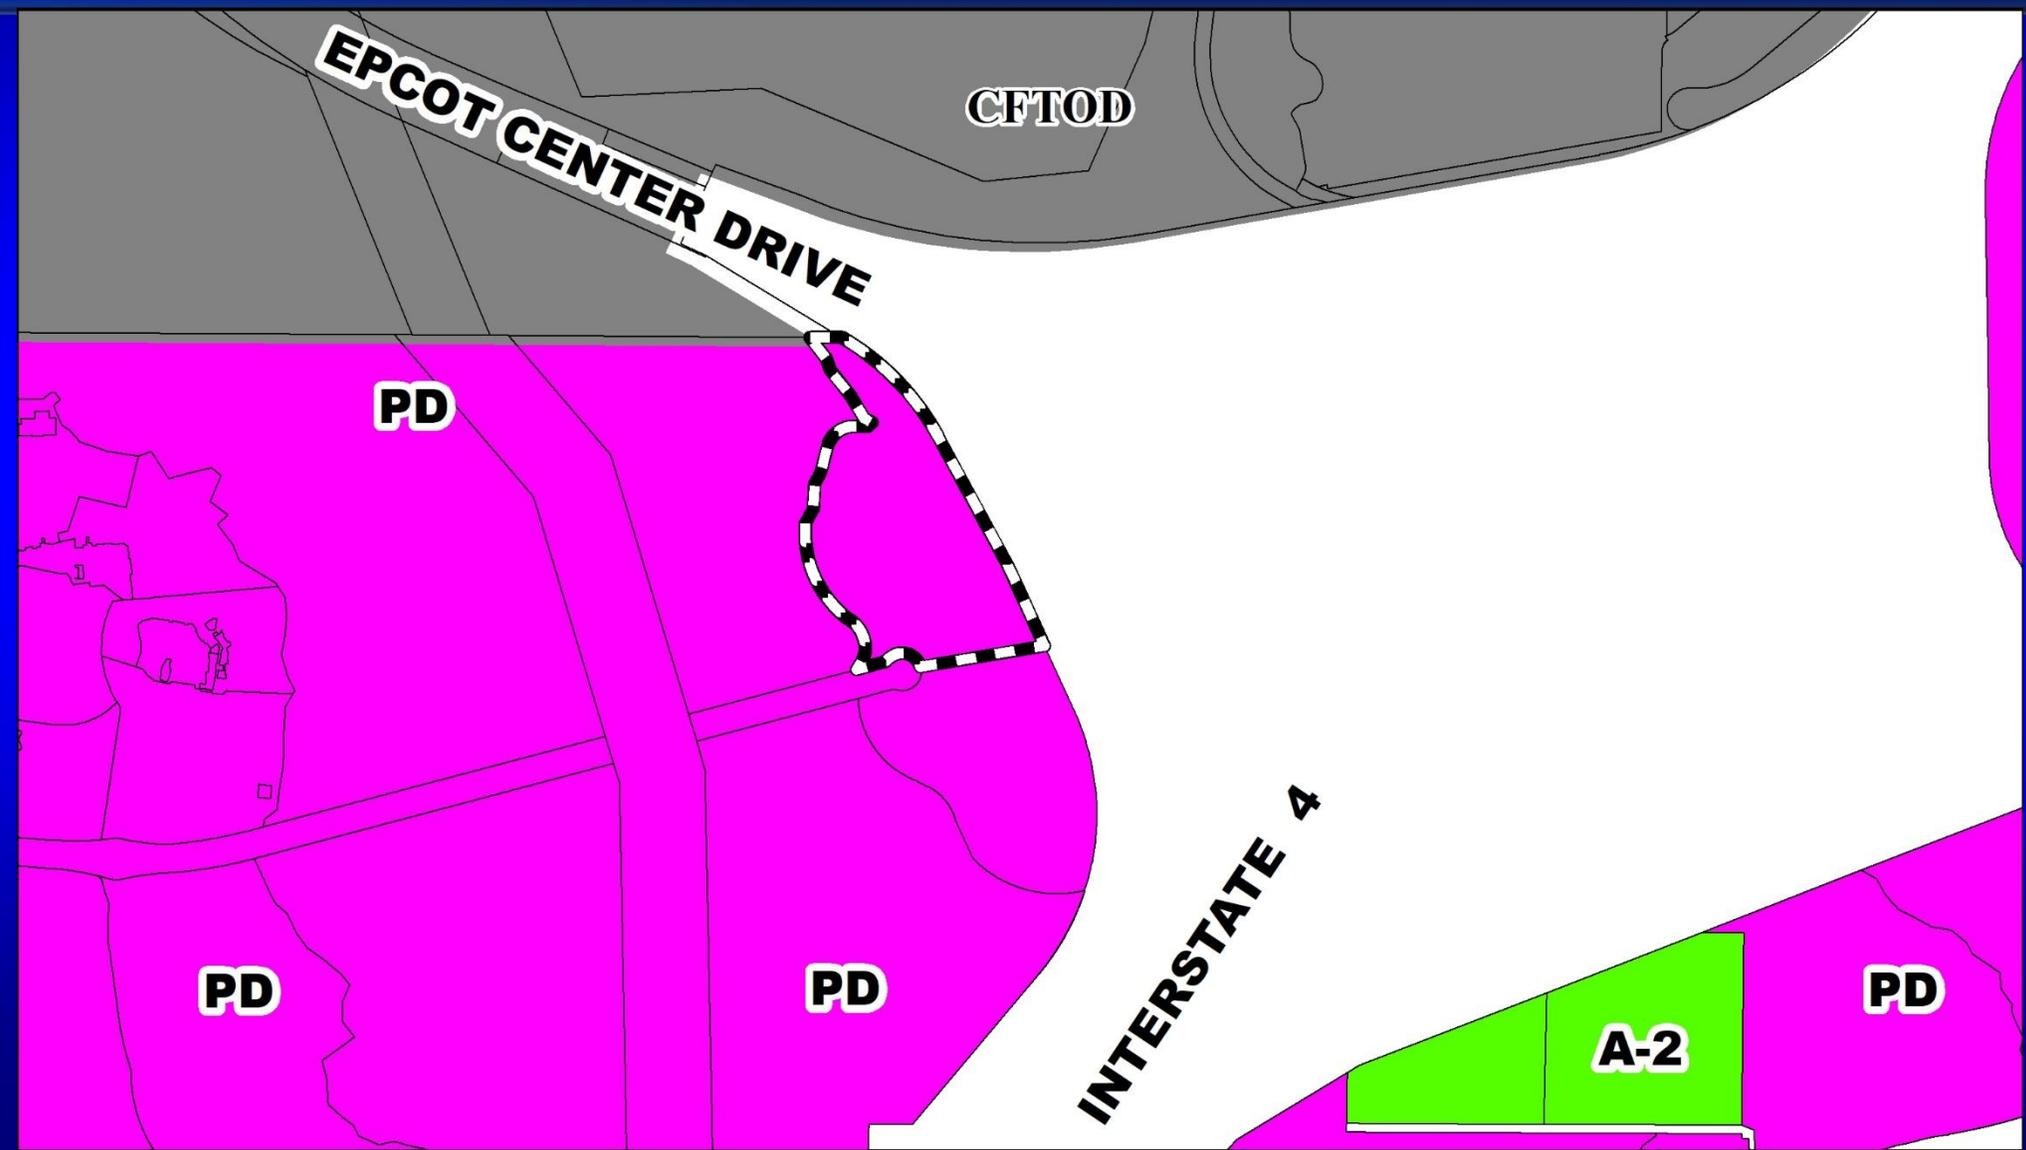 EPCOT CENTER DRIVE
CFTOD
PD
PD
PD
INTERSTATE 4
A-2
PD